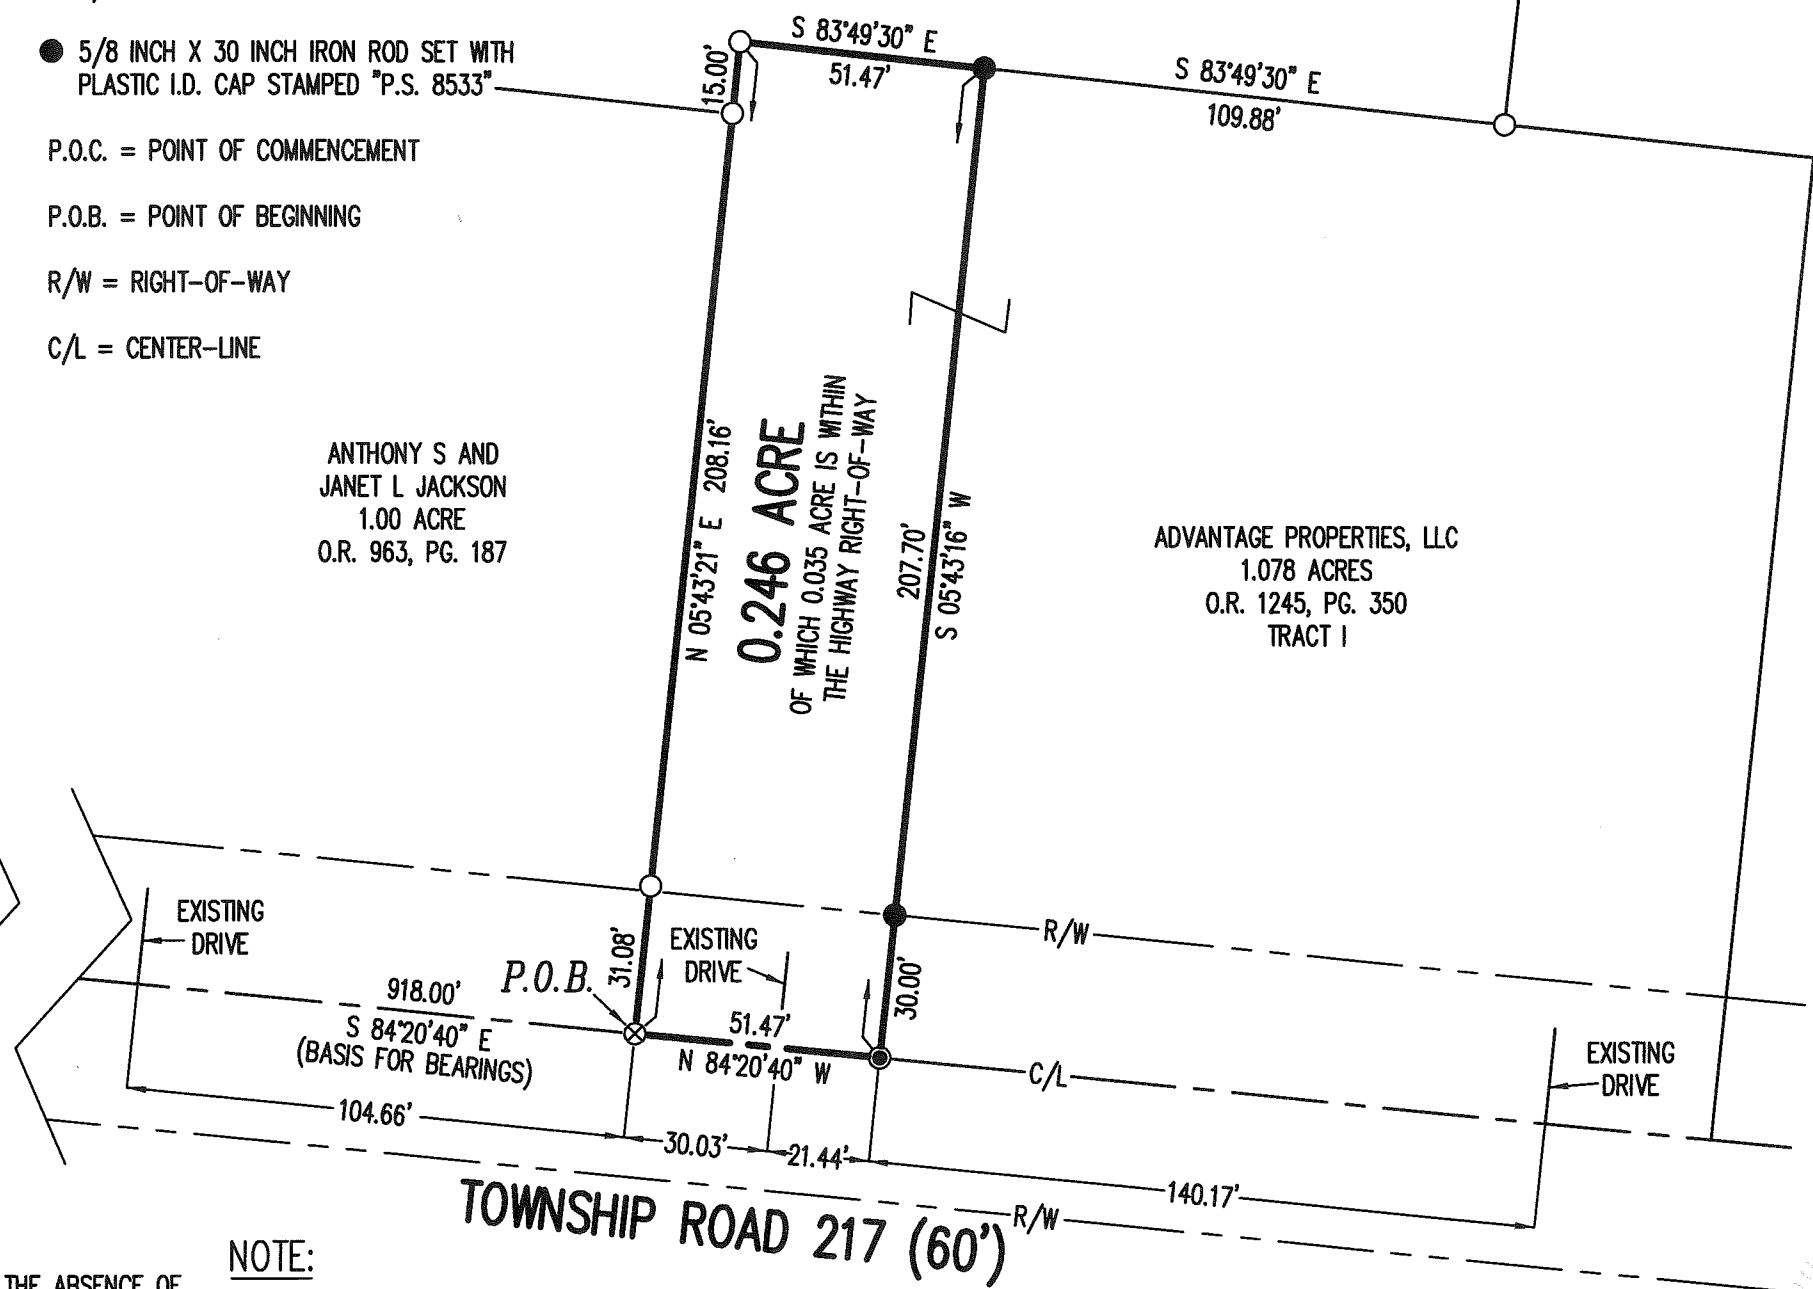 ● 5/8 INCH X 30 INCH IRON ROD SET WITH
PLASTIC I.D. CAP STAMPED "P.S. 8533"
P.O.C. = POINT OF COMMENCEMENT
P.O.B. = POINT OF BEGINNING
R/W = RIGHT-OF-WAY
C/L = CENTER-LINE
15.00'
S 83°49'30" E
51.47'
S 83°49'30" E
109.88'
ANTHONY S AND
JANET L JACKSON
1.00 ACRE
O.R. 963, PG. 187
N 05°43'21" E 208.16'
0.246 ACRE
OF WHICH 0.035 ACRE IS WITHIN
THE HIGHWAY RIGHT-OF-WAY
207.70'
S 05°43'16" W
ADVANTAGE PROPERTIES, LLC
1.078 ACRES
O.R. 1245, PG. 350
TRACT I
EXISTING
DRIVE
918.00'
S 84°20'40" E
(BASIS FOR BEARINGS)
P.O.B.
31.08'
EXISTING
DRIVE
51.47'
N 84°20'40" W
30.00'
R/W
C/L
EXISTING
DRIVE
104.66'
30.03'
21.44'
140.17'
R/W
TOWNSHIP ROAD 217 (60')
NOTE:
THE ABSENCE OF